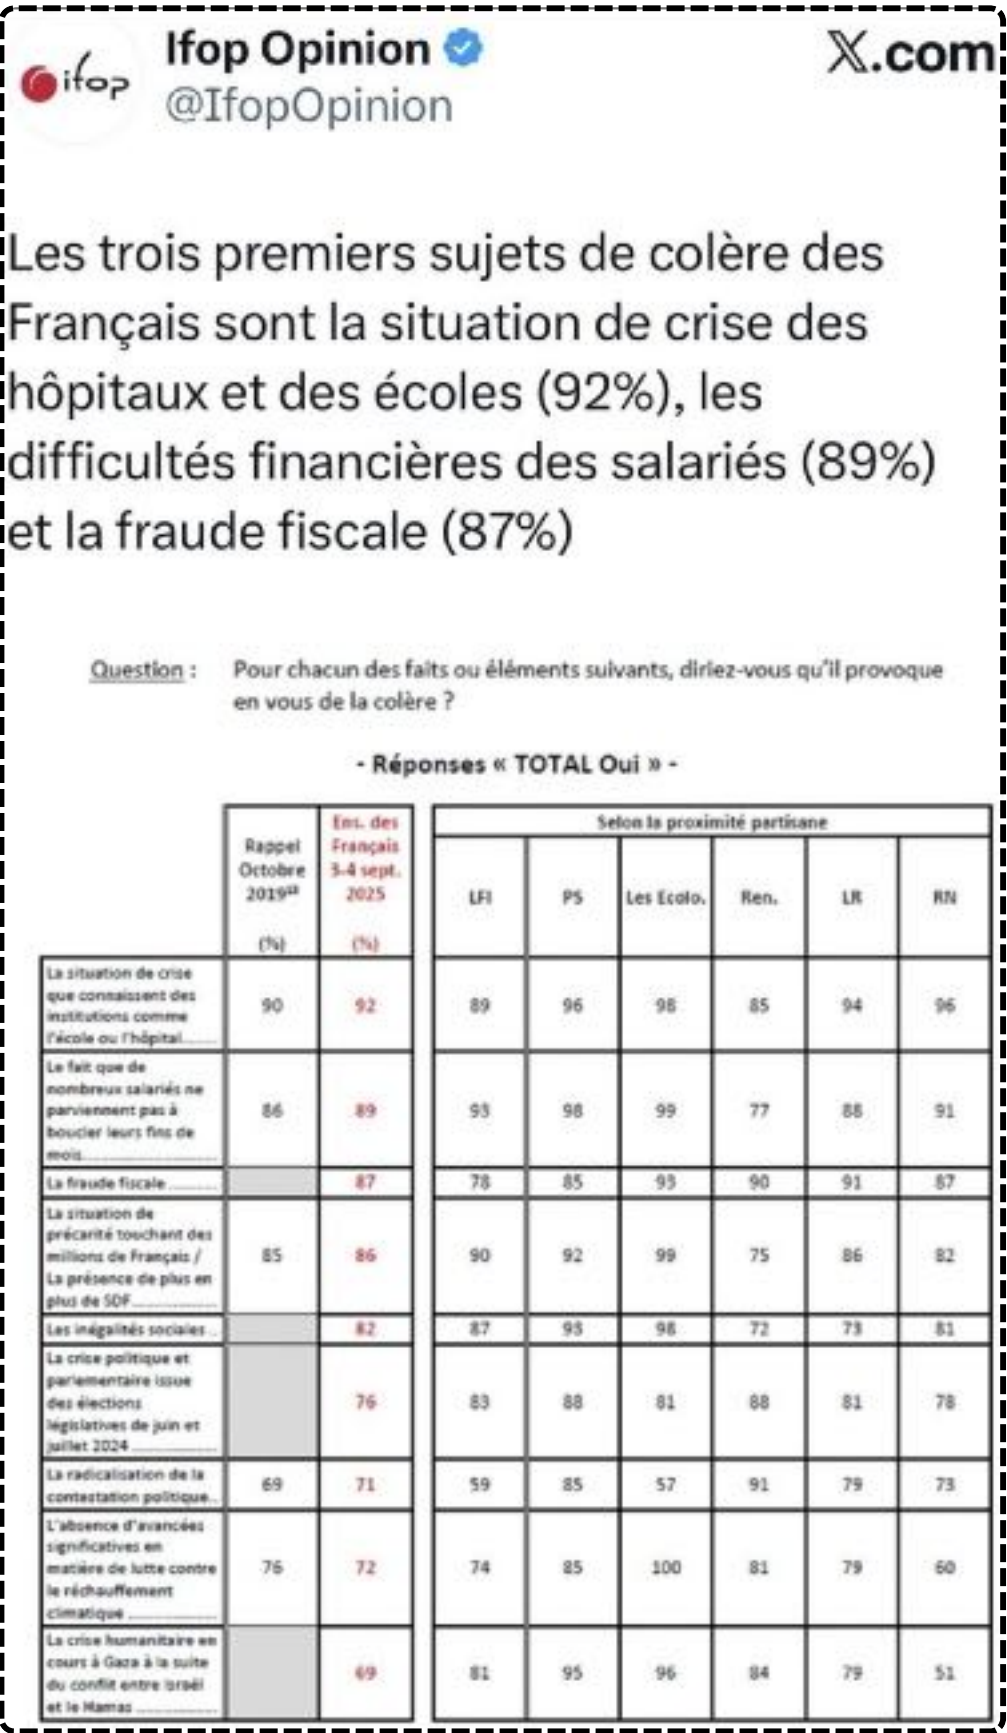 ifop
Ifop Opinion
X.com
@IfopOpinion
Les trois premiers sujets de colère des
Français sont la situation de crise des
hôpitaux et des écoles (92%), les
difficultés financières des salariés (89%)
et la fraude fiscale (87%)
Question : Pour chacun des faits ou éléments suivants, diriez-vous qu'il provoque
en vous de la colère ?
- Réponses « TOTAL Oui » -
Rappel
Octobre
2019
(%)
Ens. des
Français
3-4 sept.
2025
(%)
Selon la proximité partisane
LFI PS Les Ecolo. Ren. LR RN
La situation de crise
que connaissent des
institutions comme
l'école ou l'hôpital........
90 92 89 96 98 85 94 96
Le fait que de
nombreux salariés ne
parviennent pas à
boucler leurs fins de
mois..............................
86 89 93 98 99 77 88 91
La fraude fiscale ...........
87 78 85 93 90 91 87
La situation de
précarité touchant des
millions de Français /
La présence de plus en
plus de SDF...................
85 86 90 92 99 75 86 82
Les inégalités sociales ..
82 87 93 98 72 73 81
La crise politique et
parlementaire issue
des élections
législatives de juin et
juillet 2024 ...................
76 83 88 81 88 81 78
La radicalisation de la
contestation politique..
69 71 59 85 57 91 79 73
L'absence d'avancées
significatives en
matière de lutte contre
le réchauffement
climatique ....................
76 72 74 85 100 81 79 60
La crise humanitaire en
cours à Gaza à la suite
du conflit entre Israël
et le Hamas ..................
69 81 95 96 84 79 51